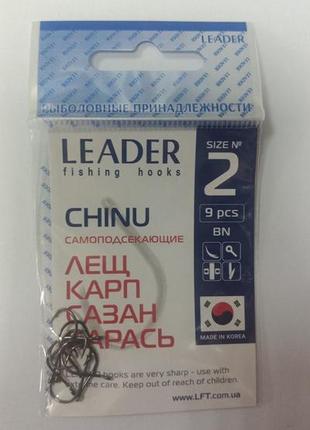 LEADER
РЫБОЛОВНЫЕ ПРИНАДЛЕЖНОСТИ
LEADER
fishing hooks
SIZE №
2
9 pcs
BN
CHINU
САМОПОДСЕКАЮЩИЕ
ЛЕЩ
КАРП
САЗАН
КАРАСЬ
MADE IN KOREA
hooks are very sharp - use with
care. Keep out of reach of children.
www.LFT.com.ua